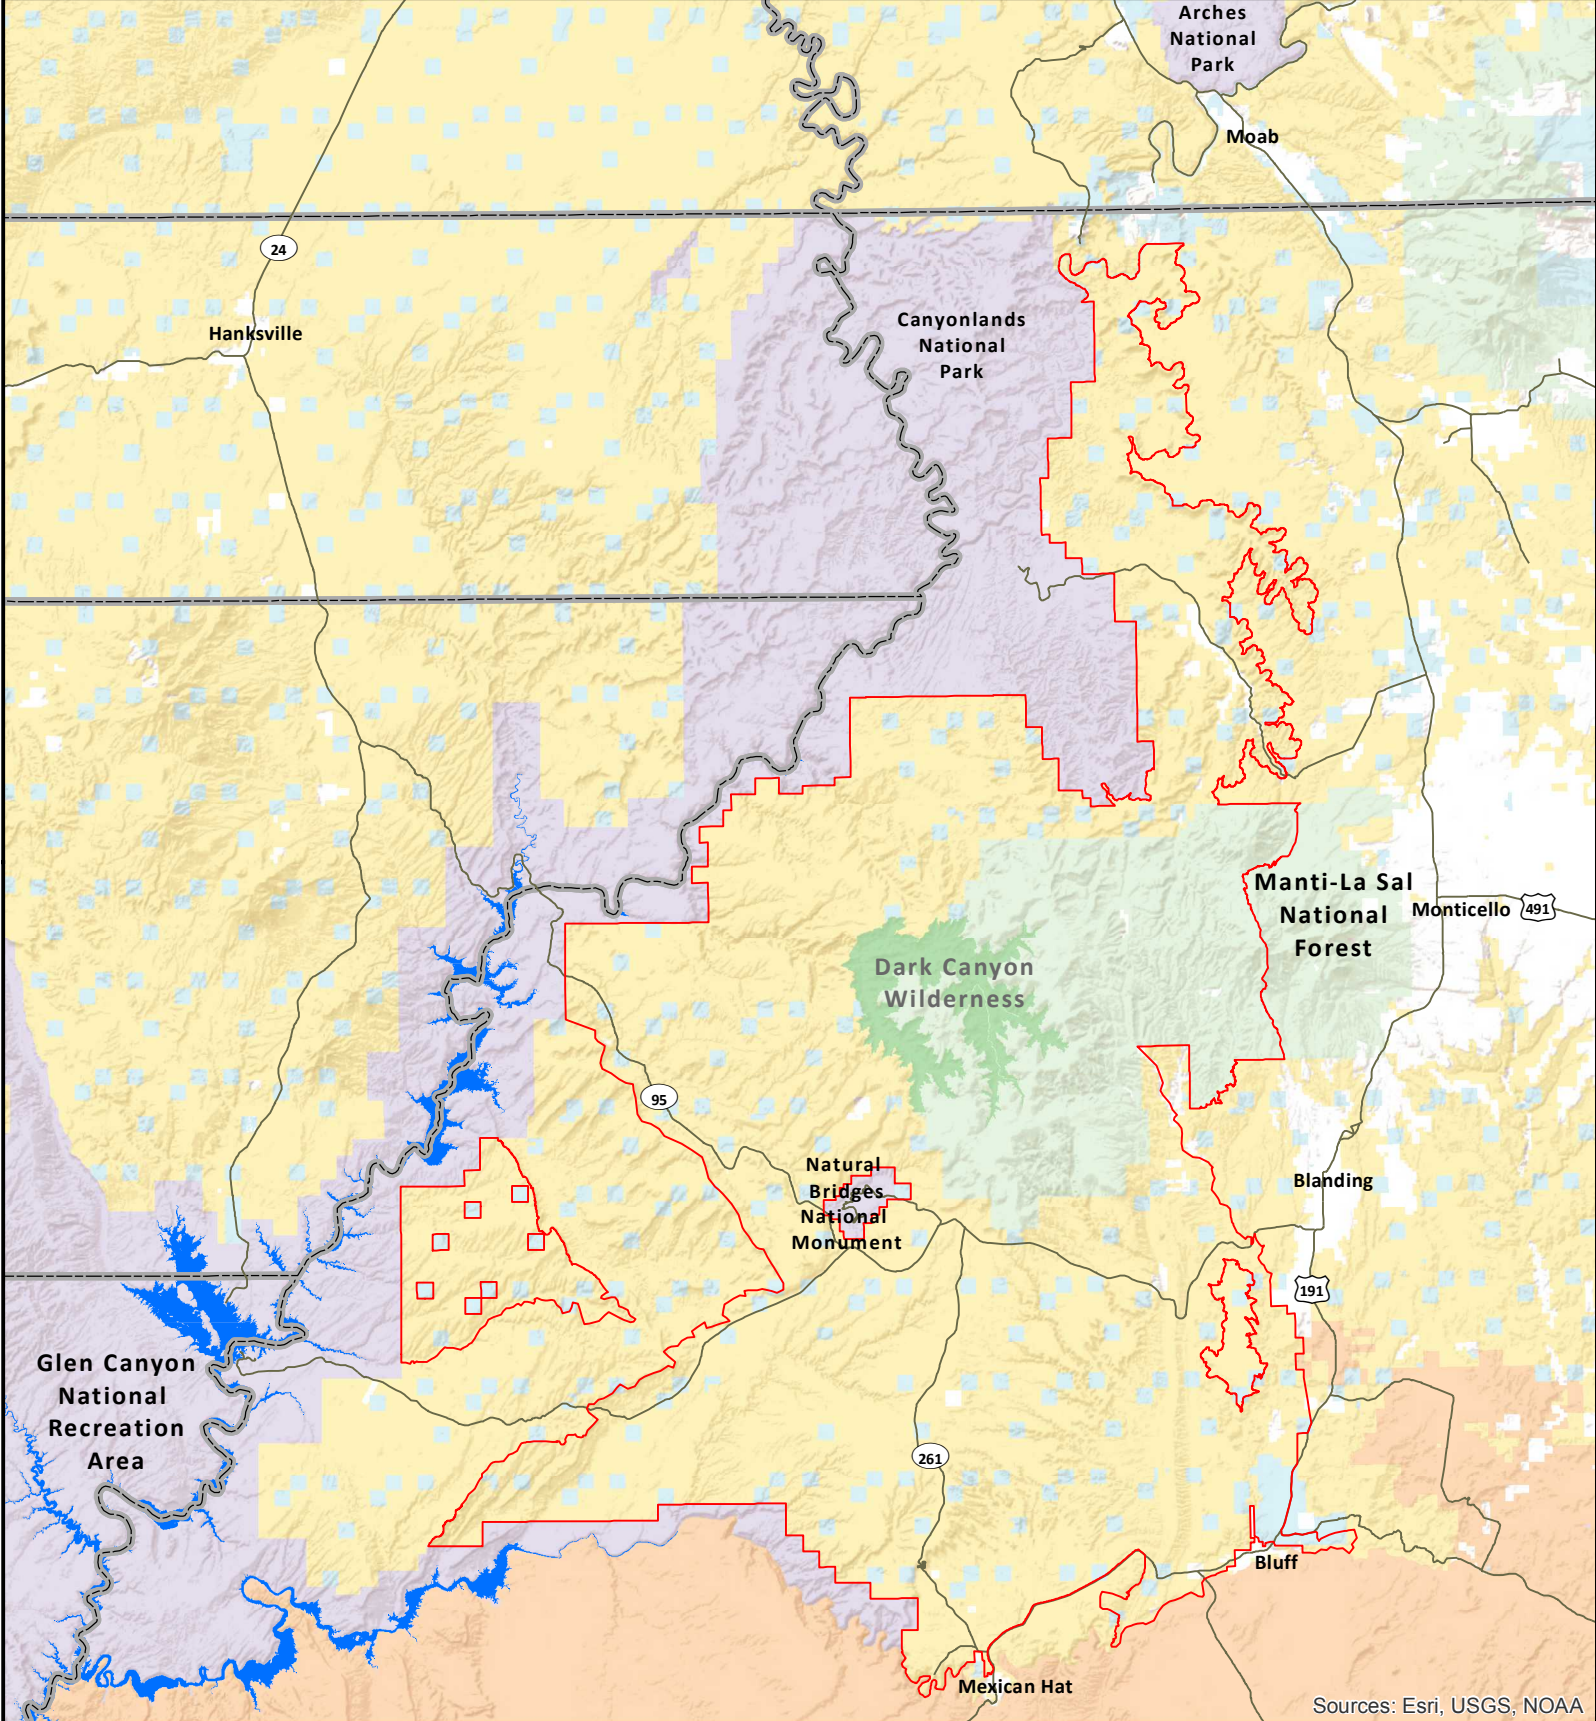 Arches
National
Park
Moab
24
Hanksville
Canyonlands
National
Park
Manti-La Sal
National
Forest
Monticello
491
Dark Canyon
Wilderness
95
Natural
Bridges
National
Monument
Blanding
191
Glen Canyon
National
Recreation
Area
261
Bluff
Mexican Hat
Sources: Esri, USGS, NOAA